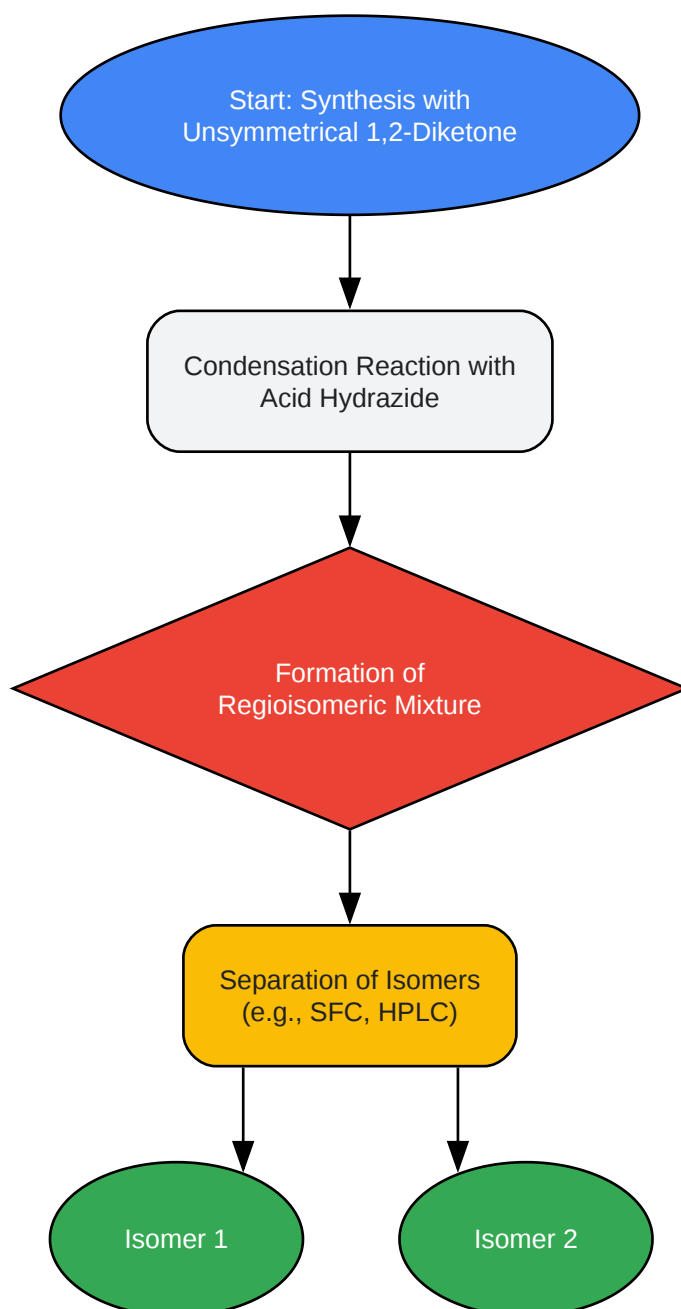 Start: Synthesis with
Unsymmetrical 1,2-Diketone
Condensation Reaction with
Acid Hydrazide
Formation of
Regioisomeric Mixture
Separation of Isomers
(e.g., SFC, HPLC)
Isomer 1
Isomer 2